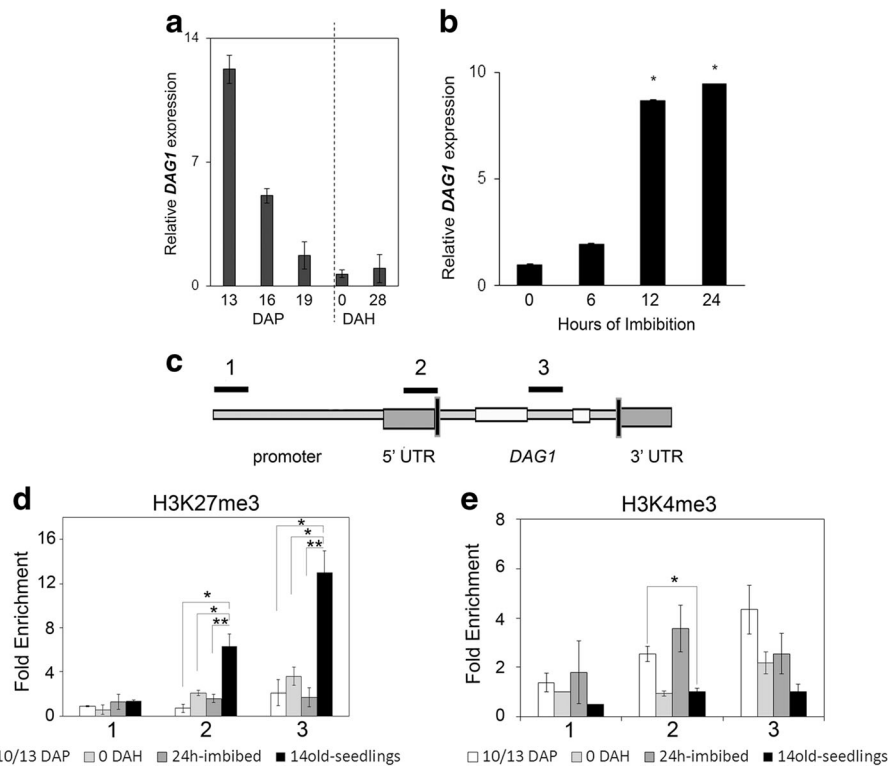 a
14
7
0
Relative DAG1 expression
13 16 19 0 28
DAP DAH
b
10
5
0
Relative DAG1 expression
* *
0 6 12 24
Hours of Imbibition
c
1 2 3
promoter 5' UTR DAG1 3' UTR
d
H3K27me3
16
12
8
4
0
Fold Enrichment
*
*
**
*
*
**
1 2 3
10/13 DAP 0 DAH 24h-imbibed 14old-seedlings
e
H3K4me3
8
6
4
2
0
Fold Enrichment
*
1 2 3
10/13 DAP 0 DAH 24h-imbibed 14old-seedlings